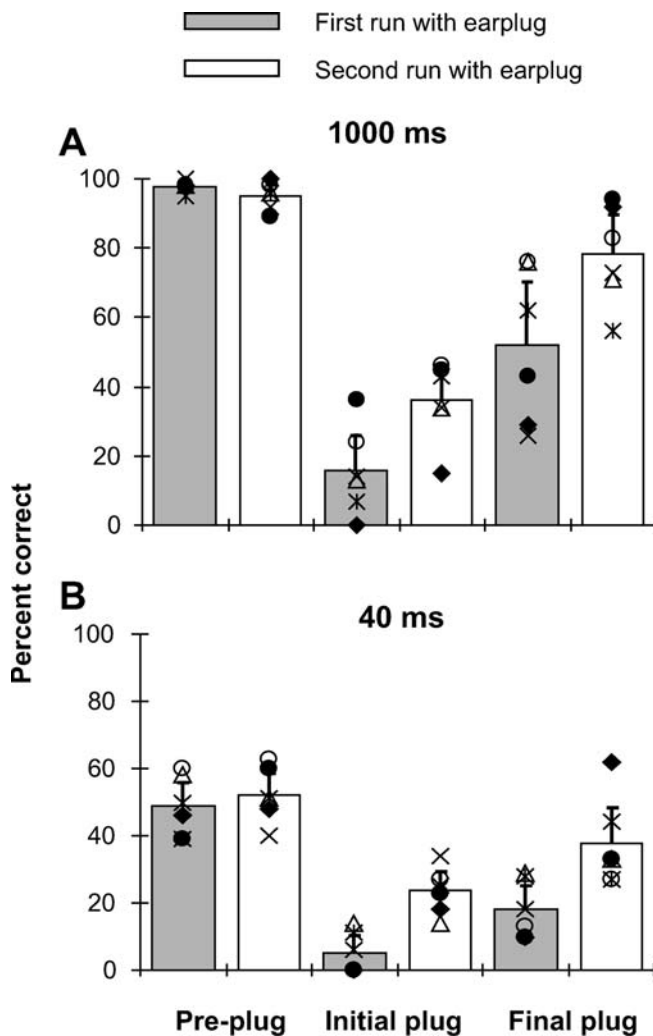 First run with earplug
Second run with earplug
A
1000 ms
100
80
60
40
20
0
Percent correct
B
40 ms
100
80
60
40
20
0
Pre-plug Initial plug Final plug